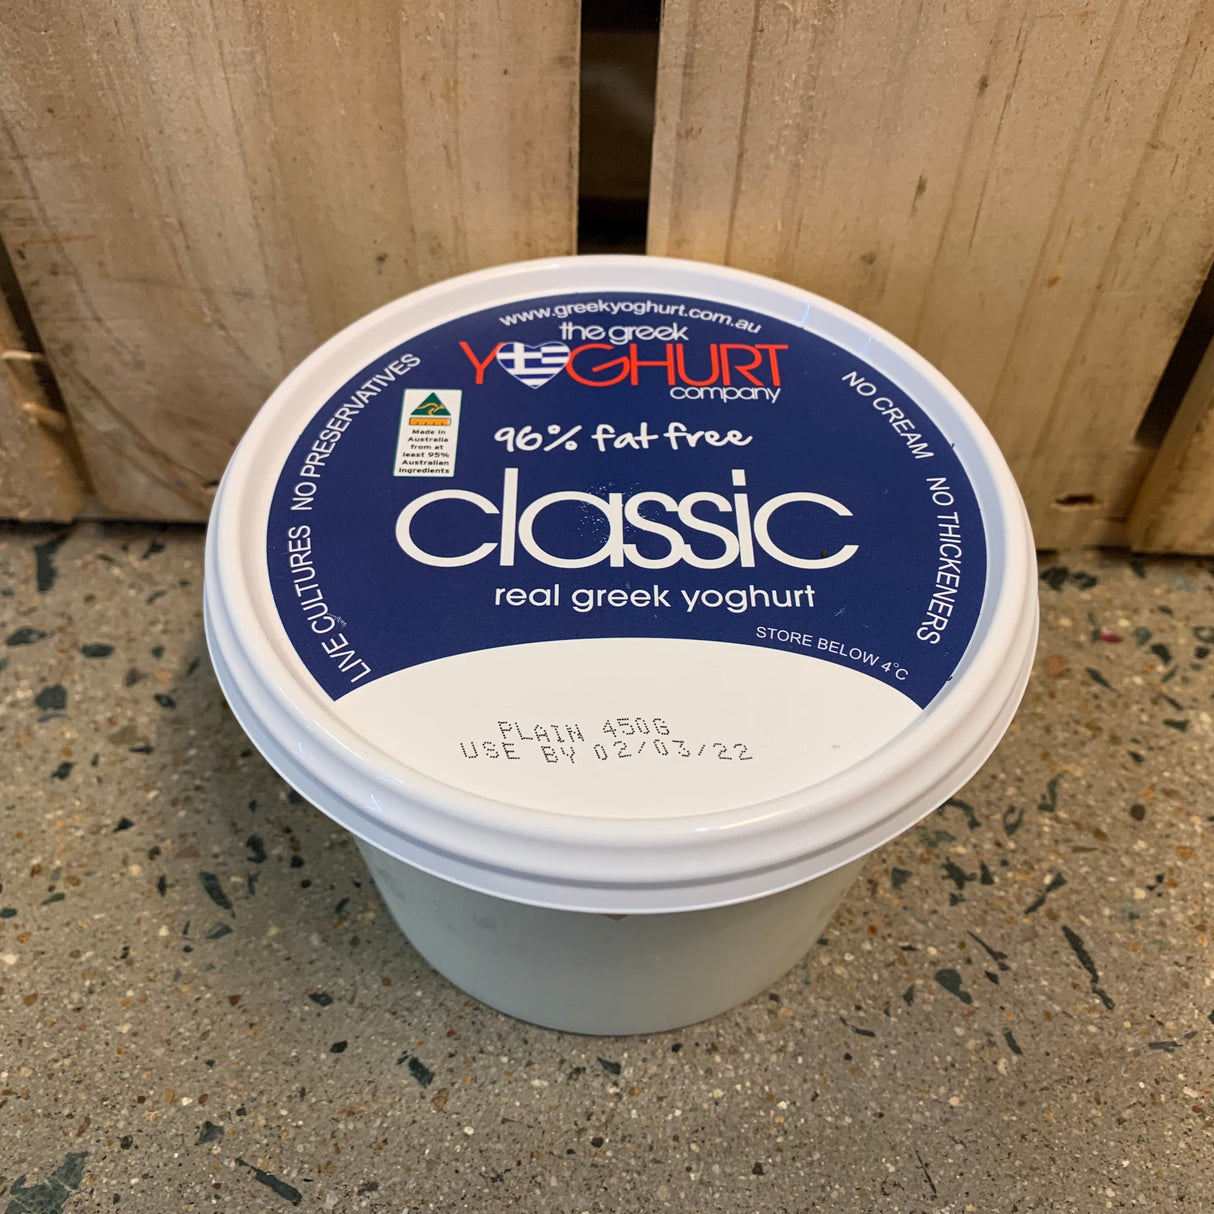 www.greekyoghurt.com.au
the greek
YOGHURT
company
LIVE CULTURES NO PRESERVATIVES
NO CREAM NO THICKENERS
Made in
Australia
from at
least 95%
Australian
ingredients
96% fat free
classic
real greek yoghurt
STORE BELOW 4°C
PLAIN 450G
USE BY 02/03/22